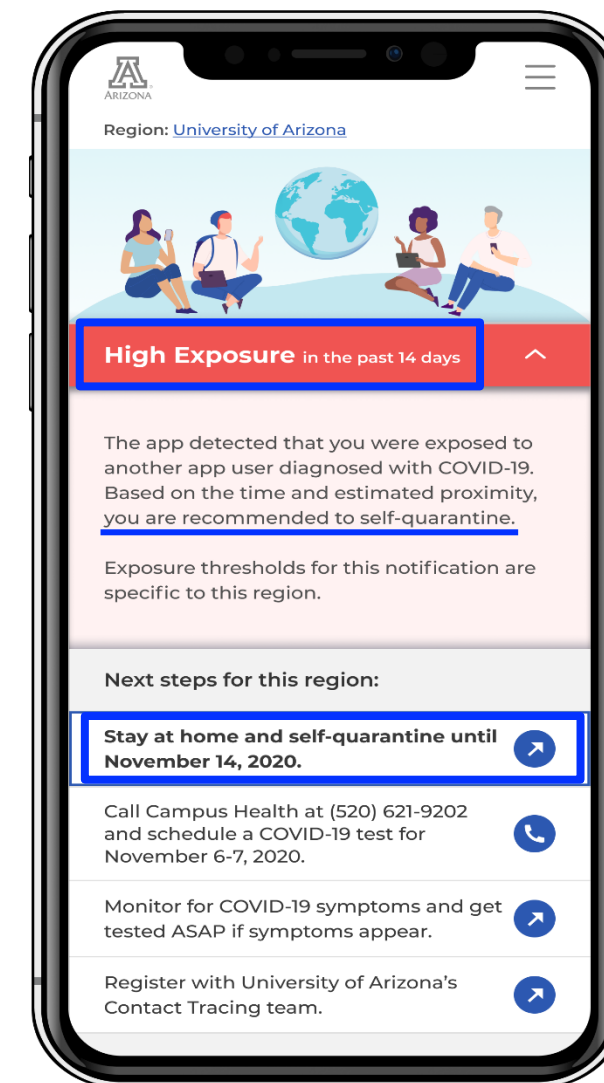 ARIZONA
Region: University of Arizona
High Exposure in the past 14 days
The app detected that you were exposed to
another app user diagnosed with COVID-19.
Based on the time and estimated proximity,
you are recommended to self-quarantine.
Exposure thresholds for this notification are
specific to this region.
Next steps for this region:
Stay at home and self-quarantine until
November 14, 2020.
Call Campus Health at (520) 621-9202
and schedule a COVID-19 test for
November 6-7, 2020.
Monitor for COVID-19 symptoms and get
tested ASAP if symptoms appear.
Register with University of Arizona's
Contact Tracing team.